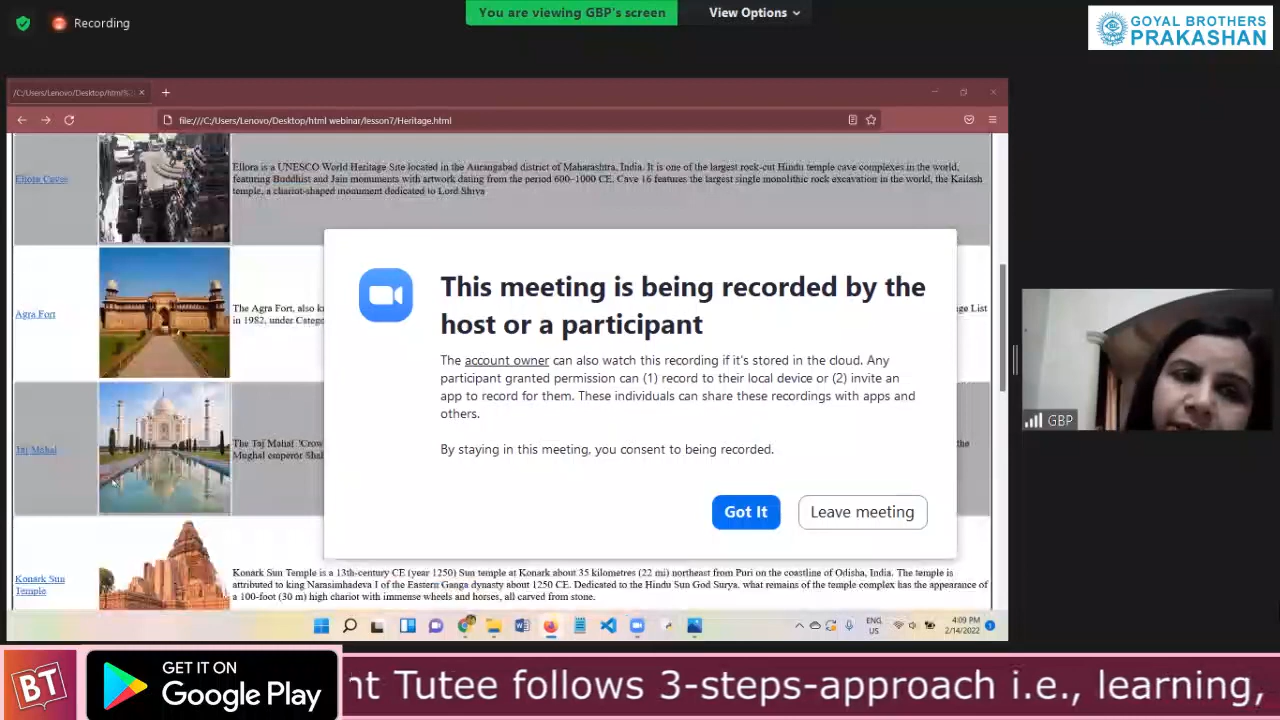 Recording
You are viewing GBP's screen
View Options
GOYAL BROTHERS
PRAKASHAN
/C:/Users/Lenovo/Desktop/html%2
file:///C:/Users/Lenovo/Desktop/html webinar/lesson7/Heritage.html
Ellora Caves
Ellora is a UNESCO World Heritage Site located in the Aurangabad district of Maharashtra, India. It is one of the largest rock-cut Hindu temple cave complexes in the world,
featuring Buddhist and Jain monuments with artwork dating from the period 600–1000 CE. Cave 16 features the largest single monolithic rock excavation in the world, the Kailash
temple, a chariot-shaped monument dedicated to Lord Shiva
This meeting is being recorded by the
host or a participant
The account owner can also watch this recording if it's stored in the cloud. Any
participant granted permission can (1) record to their local device or (2) invite an
app to record for them. These individuals can share these recordings with apps and
others.
By staying in this meeting, you consent to being recorded.
Got It
Leave meeting
Agra Fort
The Agra Fort, also
ge List
in 1982, under
Taj Mahal
The Taj Mahal 'Crow
the
Mughal emperor Shah
Konark Sun
Temple
Konark Sun Temple is a 13th-century CE (year 1250) Sun temple at Konark about 35 kilometres (22 mi) northeast from Puri on the coastline of Odisha, India. The temple is
attributed to king Narasimhadeva I of the Eastern Ganga dynasty about 1250 CE. Dedicated to the Hindu Sun God Surya, what remains of the temple complex has the appearance of
a 100-foot (30 m) high chariot with immense wheels and horses, all carved from stone.
GBP
ENG
US
4:09 PM
2/14/2022
1
BT
GET IT ON
Google Play
nt Tutee follows 3-steps-approach i.e., learning,